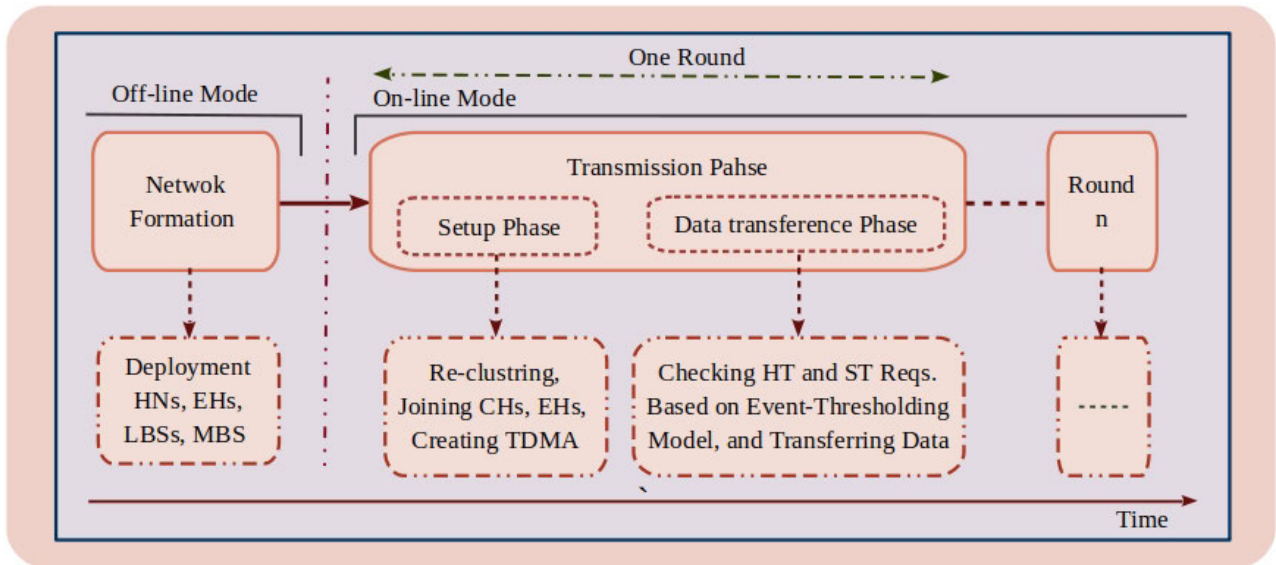 One Round
Off-line Mode
On-line Mode
Netwok
Formation
Transmission Pahse
Setup Phase
Data transference Phase
Round
n
Deployment
HNs, EHs,
LBSs, MBS
Re-clustring,
Joining CHs, EHs,
Creating TDMA
Checking HT and ST Reqs.
Based on Event-Thresholding
Model, and Transferring Data
Time